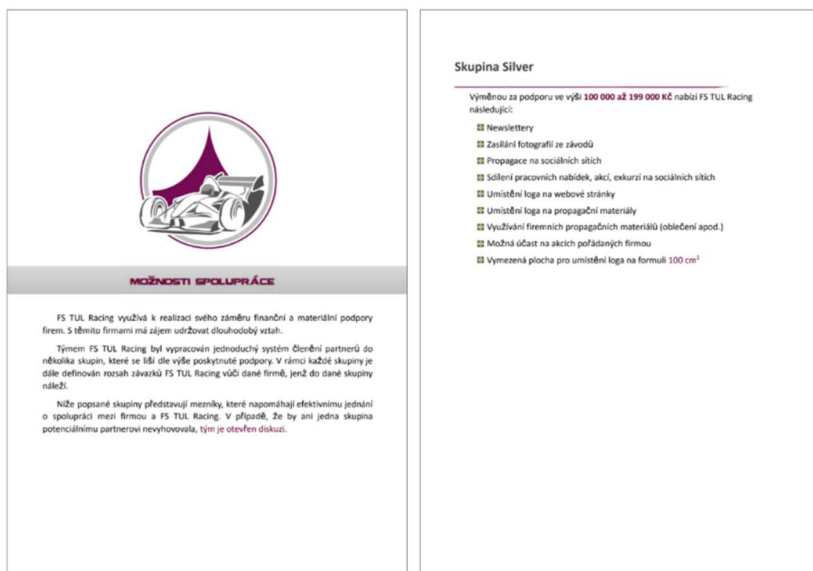 MOŽNOSTI SPOLUPRÁCE
FS TUL Racing využívá k realizaci svého záměru finanční a materiální podpory
firem. S těmito firmami má zájem udržovat dlouhodobý vztah.
Týmem FS TUL Racing byl vypracován jednoduchý systém členění partnerů do
několika skupin, které se liší dle výše poskytnuté podpory. V rámci každé skupiny je
dále definován rozsah závazků FS TUL Racing vůči dané firmě, jenž do dané skupiny
náleží.
Níže popsané skupiny představují mezníky, které napomáhají efektivnímu jednání
o spolupráci mezi firmou a FS TUL Racing. V případě, že by ani jedna skupina
potenciálnímu partnerovi nevyhovovala, tým je otevřen diskuzi.
Skupina Silver
Výměnou za podporu ve výši 100 000 až 199 000 Kč nabízí FS TUL Racing
následující:
Newslettery
Zasílání fotografií ze závodů
Propagace na sociálních sítích
Sdílení pracovních nabídek, akcí, exkurzí na sociálních sítích
Umístění loga na webové stránky
Umístění loga na propagační materiály
Využívání firemních propagačních materiálů (oblečení apod.)
Možná účast na akcích pořádaných firmou
Vymezená plocha pro umístění loga na formuli 100 cm²